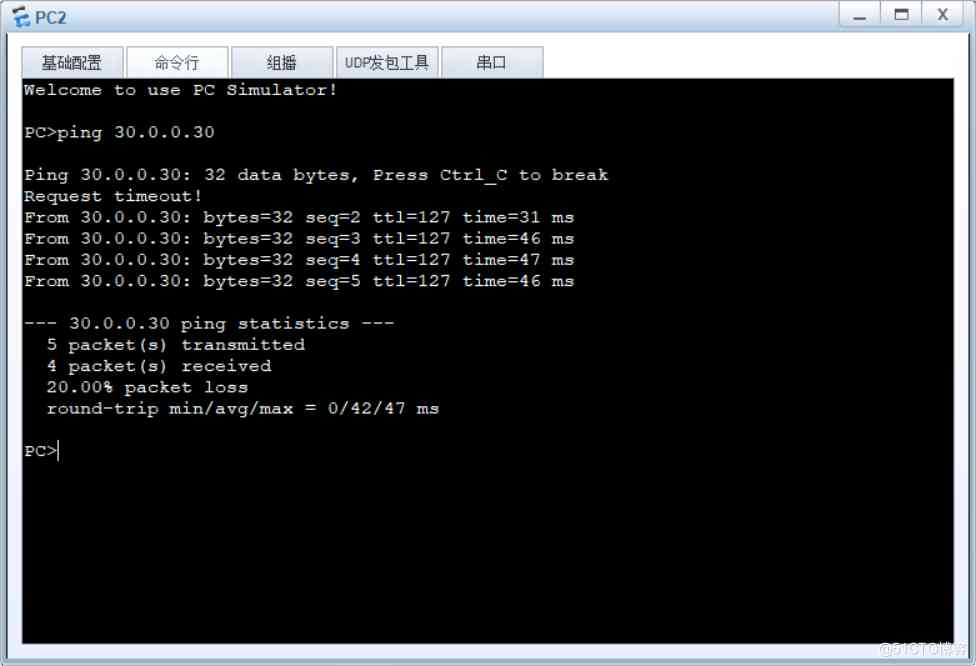 PC2
基础配置 命令行 组播 UDP发包工具 串口
Welcome to use PC Simulator!
PC>ping 30.0.0.30
Ping 30.0.0.30: 32 data bytes, Press Ctrl_C to break
Request timeout!
From 30.0.0.30: bytes=32 seq=2 ttl=127 time=31 ms
From 30.0.0.30: bytes=32 seq=3 ttl=127 time=46 ms
From 30.0.0.30: bytes=32 seq=4 ttl=127 time=47 ms
From 30.0.0.30: bytes=32 seq=5 ttl=127 time=46 ms
--- 30.0.0.30 ping statistics ---
5 packet(s) transmitted
4 packet(s) received
20.00% packet loss
round-trip min/avg/max = 0/42/47 ms
PC>
@51CTO博客